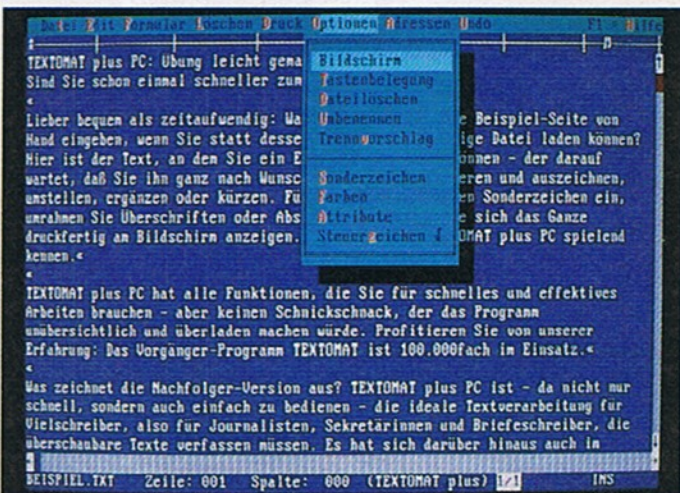 Datei Edit Formular Löschen Druck Optionen Adressen Undo F1 = Hilfe
TEXTOMAT plus PC: Übung leicht gema
Sind Sie schon einmal schneller zum
Bildschirm
Tastenbelegung
Dateilöschen
Umbenennen
Trennvorschlag
Sonderzeichen
Farben
Attribute
Steuerzeichen
Lieber bequem als zeitaufwendig: Wa e Beispiel-Seite von
Hand eingeben, wenn Sie statt desse ige Datei laden können?
Hier ist der Text, an dem Sie ein E önnen - der darauf
wartet, daß Sie ihn ganz nach Wunsc eren und auszeichnen,
umstellen, ergänzen oder kürzen. Fü en Sonderzeichen ein,
umrahmen Sie Überschriften oder Abs e sich das Ganze
druckfertig am Bildschirm anzeigen. OMAT plus PC spielend
kennen.«
«
TEXTOMAT plus PC hat alle Funktionen, die Sie für schnelles und effektives
Arbeiten brauchen - aber keinen Schnickschnack, der das Programm
unübersichtlich und überladen machen würde. Profitieren Sie von unserer
Erfahrung: Das Vorgänger-Programm TEXTOMAT ist 100.000fach im Einsatz.«
«
Was zeichnet die Nachfolger-Version aus? TEXTOMAT plus PC ist - da nicht nur
schnell, sondern auch einfach zu bedienen - die ideale Textverarbeitung für
Vielschreiber, also für Journalisten, Sekretärinnen und Briefeschreiber, die
überschaubare Texte verfassen müssen. Es hat sich darüber hinaus auch im
BEISPIEL.TXT Zeile: 001 Spalte: 000 (TEXTOMAT plus) 1/1 INS